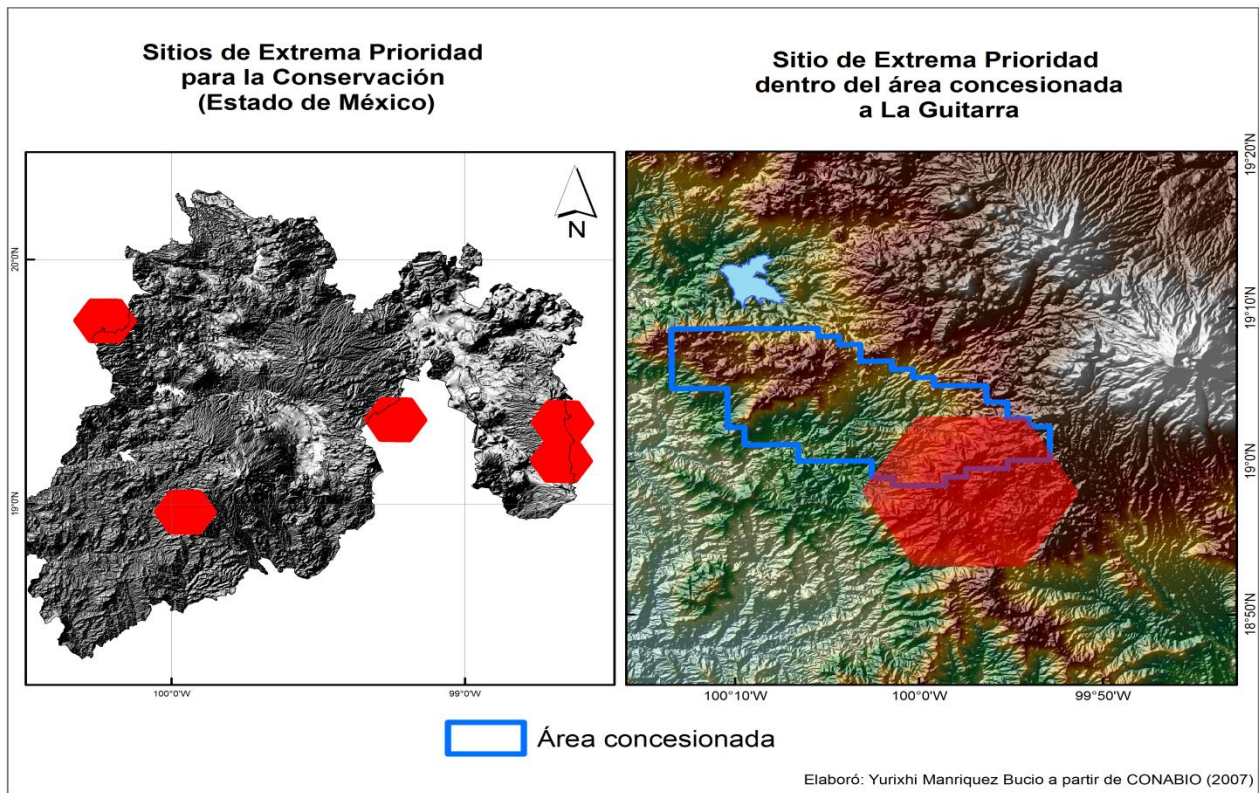 Sitios de Extrema Prioridad
para la Conservación
(Estado de México)
Sitio de Extrema Prioridad
dentro del área concesionada
a La Guitarra
N
20°0'N
19°0'N
100°0'W
99°0'W
19°20'N
19°10'N
19°0'N
18°50'N
100°10'W
100°0'W
99°50'W
Área concesionada
Elaboró: Yurixhi Manriquez Bucio a partir de CONABIO (2007)